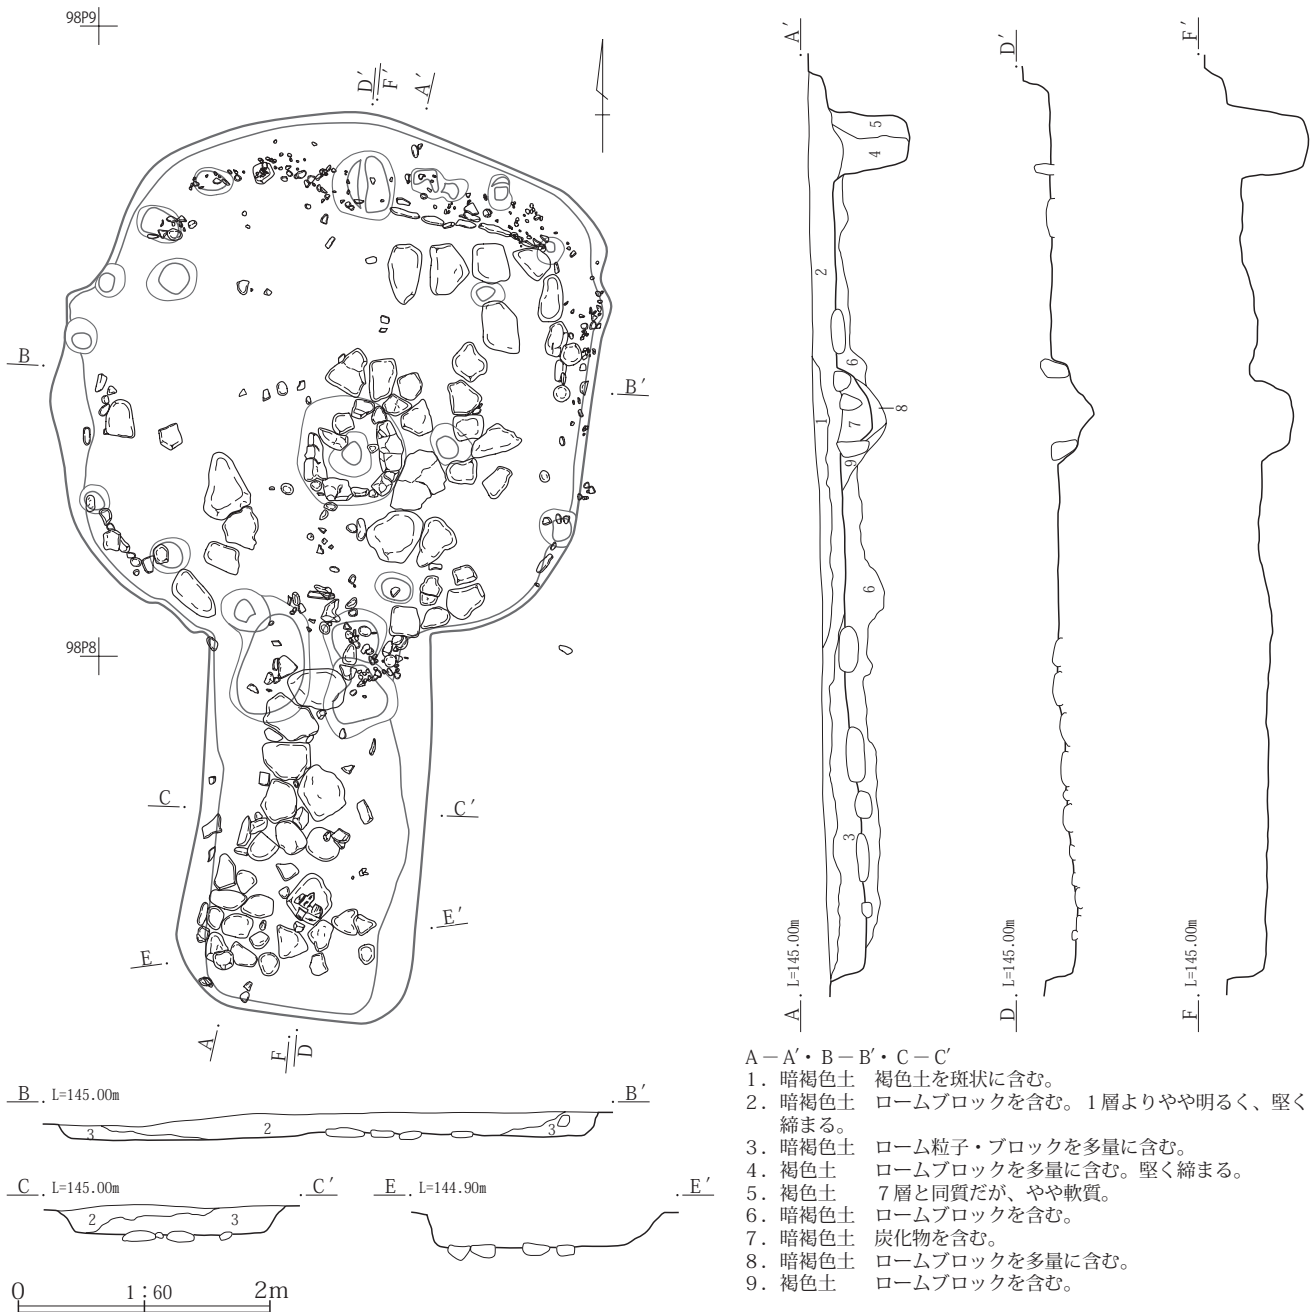 98P9
D′
F′
A′
B
B′
98P8
C
C′
E
E′
A
F
D
A′
5
4
2
6
1
7
8
9
6
3
A L=145.00m
D′
D L=145.00m
F′
F L=145.00m
B L=145.00m B′
3 2 3
C L=145.00m C′
2 3
E L=144.90m E′
0 1:60 2m
A－A′・B－B′・C－C′
1．暗褐色土　褐色土を斑状に含む。
2．暗褐色土　ロームブロックを含む。１層よりやや明るく、堅く
締まる。
3．暗褐色土　ローム粒子・ブロックを多量に含む。
4．褐色土　　ロームブロックを多量に含む。堅く締まる。
5．褐色土　　７層と同質だが、やや軟質。
6．暗褐色土　ロームブロックを含む。
7．暗褐色土　炭化物を含む。
8．暗褐色土　ロームブロックを多量に含む。
9．褐色土　　ロームブロックを含む。